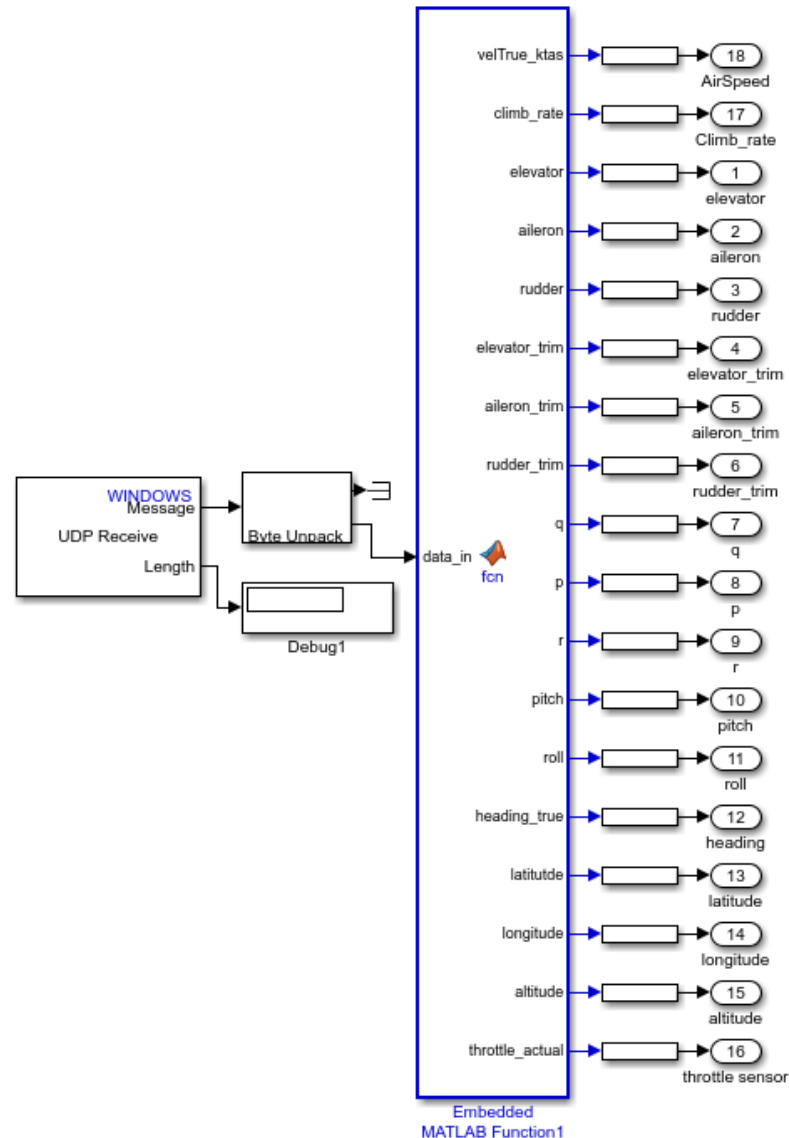 WINDOWS
Message
UDP Receive
Length
Byte Unpack
Debug1
data_in
fcn
velTrue_ktas
climb_rate
elevator
aileron
rudder
elevator_trim
aileron_trim
rudder_trim
q
p
r
pitch
roll
heading_true
latitutde
longitude
altitude
throttle_actual
Embedded
MATLAB Function1
18
AirSpeed
17
Climb_rate
1
elevator
2
aileron
3
rudder
4
elevator_trim
5
aileron_trim
6
rudder_trim
7
q
8
p
9
r
10
pitch
11
roll
12
heading
13
latitude
14
longitude
15
altitude
16
throttle sensor